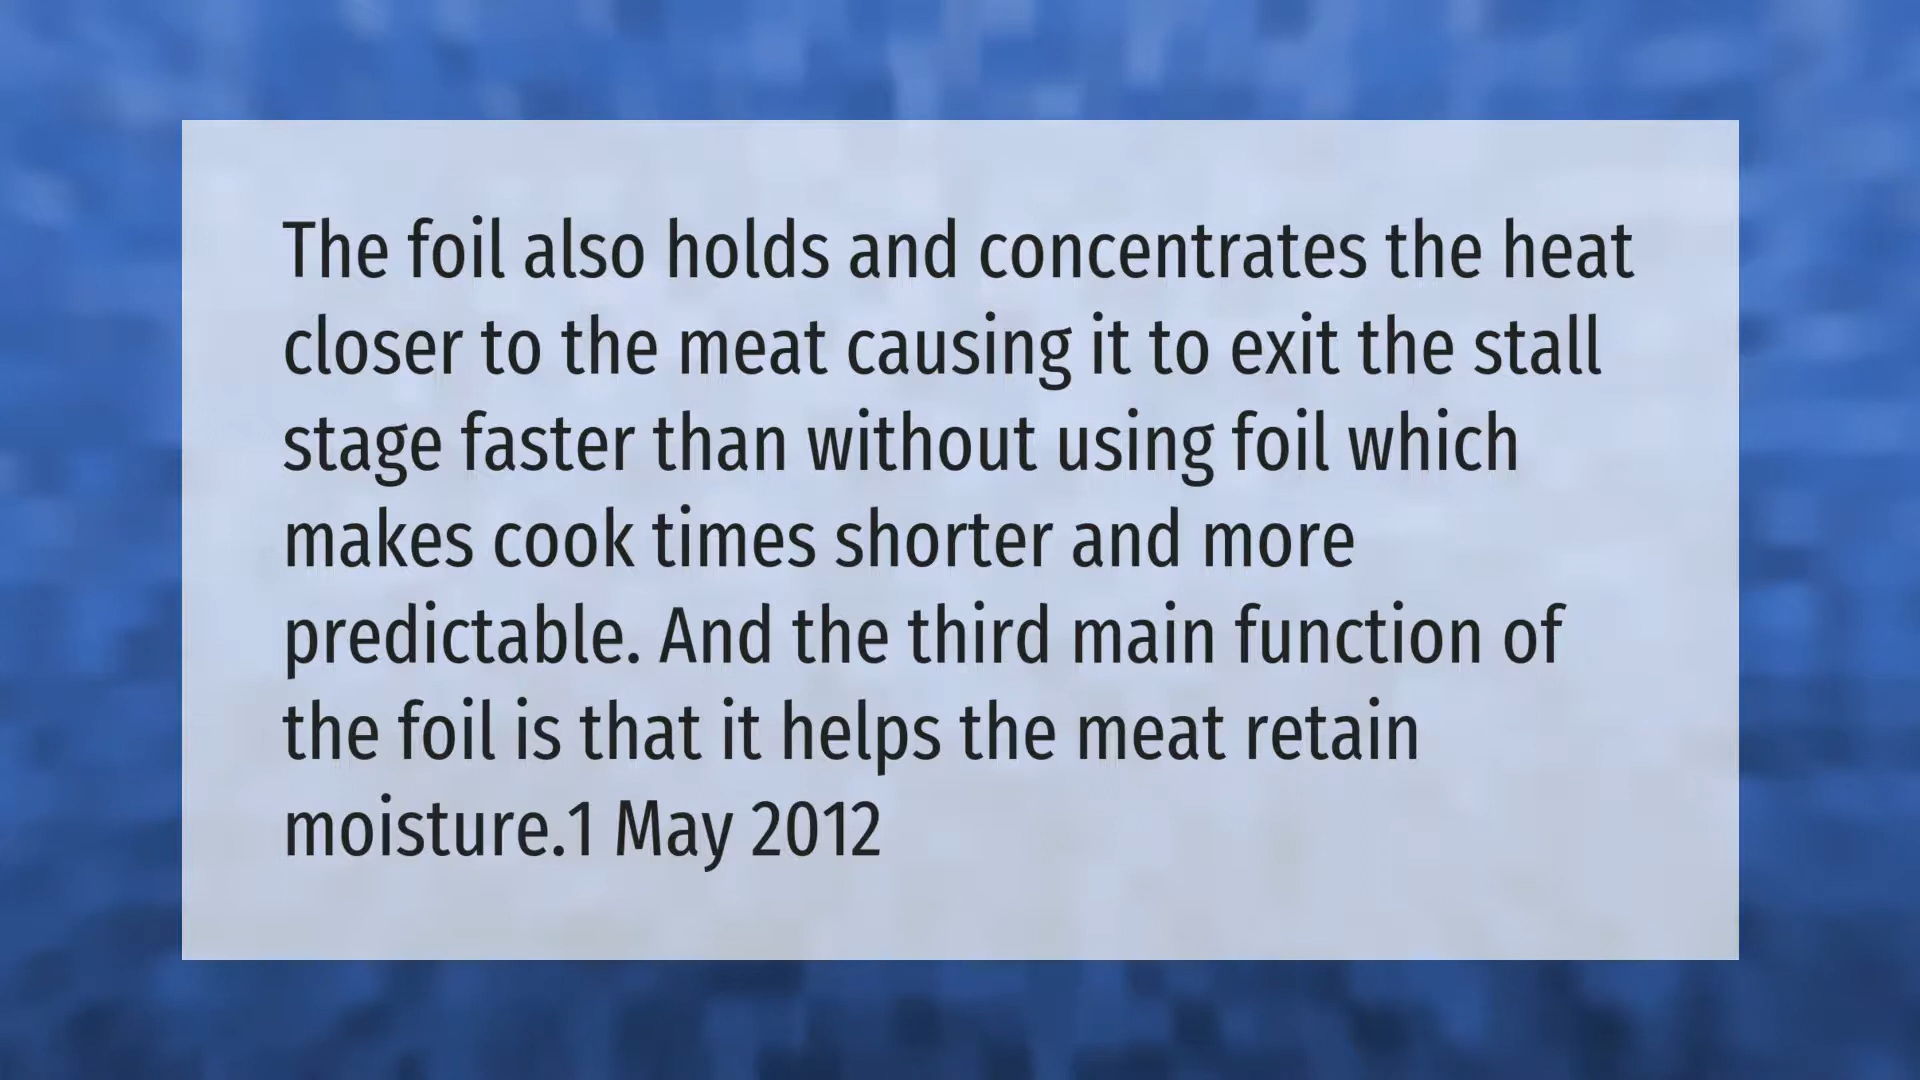 The foil also holds and concentrates the heat
closer to the meat causing it to exit the stall
stage faster than without using foil which
makes cook times shorter and more
predictable. And the third main function of
the foil is that it helps the meat retain
moisture.1 May 2012